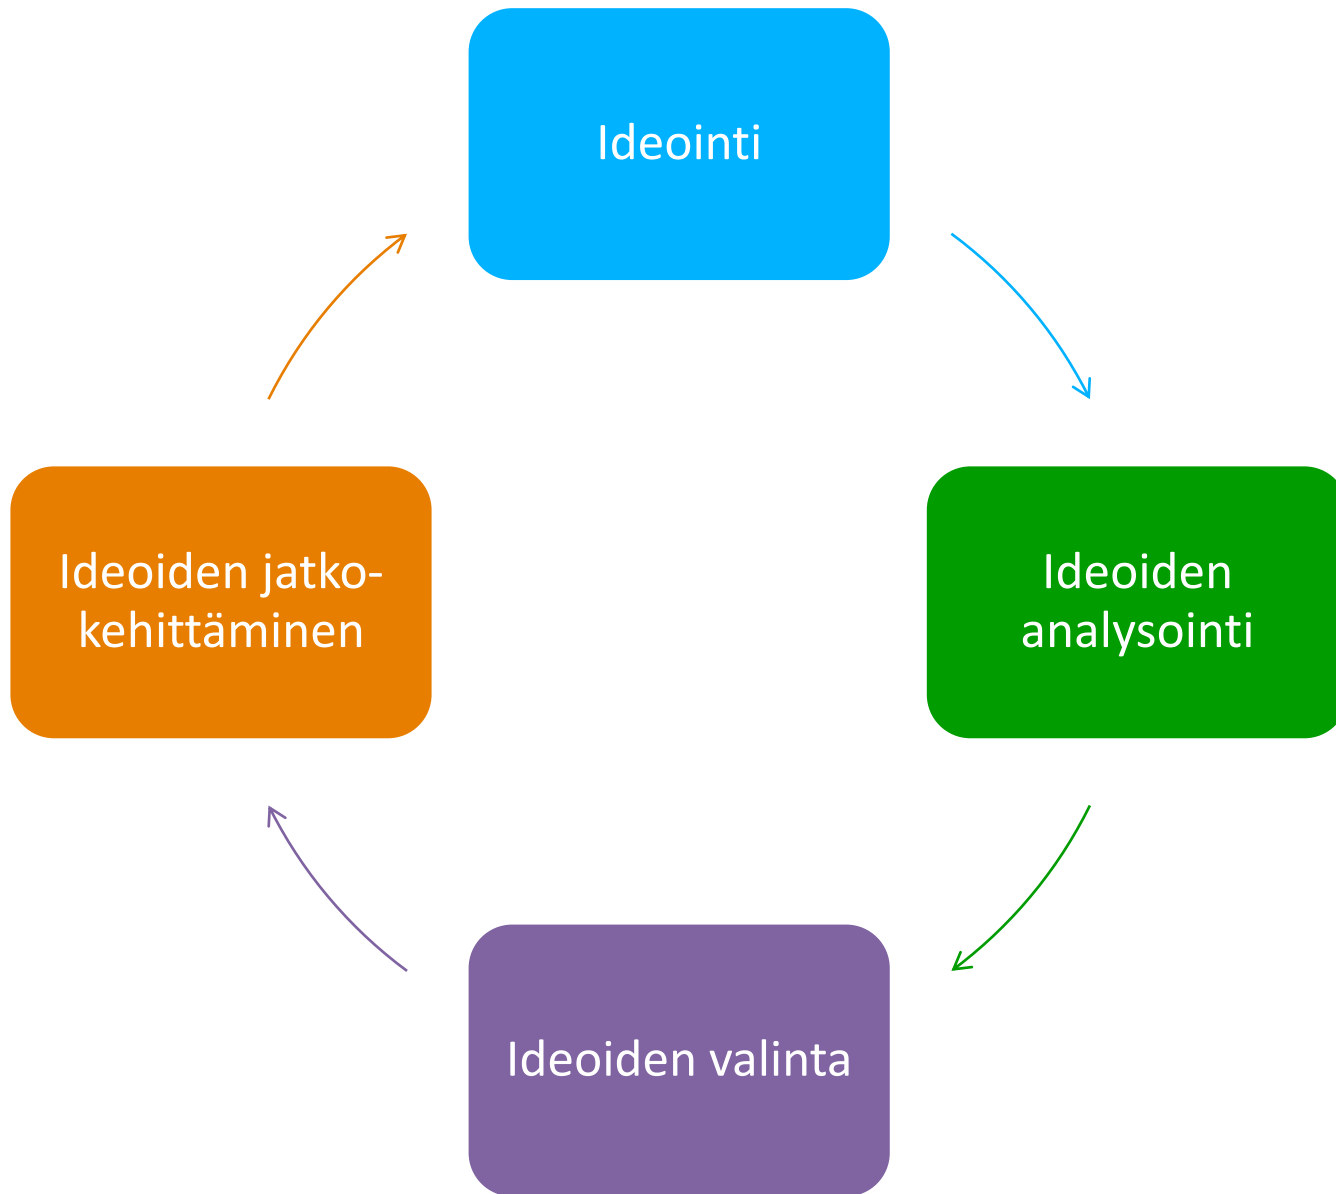 Ideointi
Ideoiden jatko-
kehittäminen
Ideoiden
analysointi
Ideoiden valinta